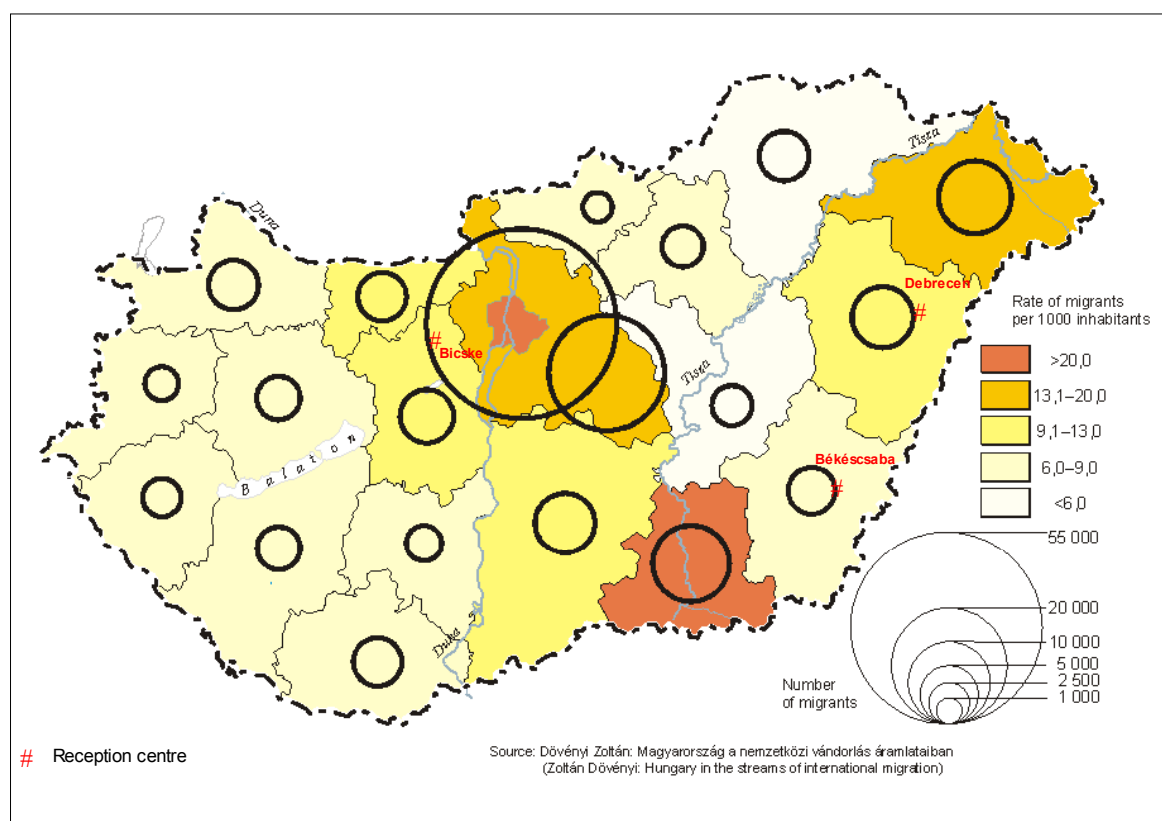 Tisza
Duna
Debrecen
#
Rate of migrants
per 1000 inhabitants
>20,0
13,1–20,0
9,1–13,0
6,0–9,0
<6,0
#
Bicske
Tisza
Balaton
Békéscsaba
#
55 000
20 000
10 000
5 000
2 500
1 000
Duna
Number
of migrants
# Reception centre
Source: Dövényi Zoltán: Magyarország a nemzetközi vándorlás áramlataiban
(Zoltán Dövényi: Hungary in the streams of international migration)